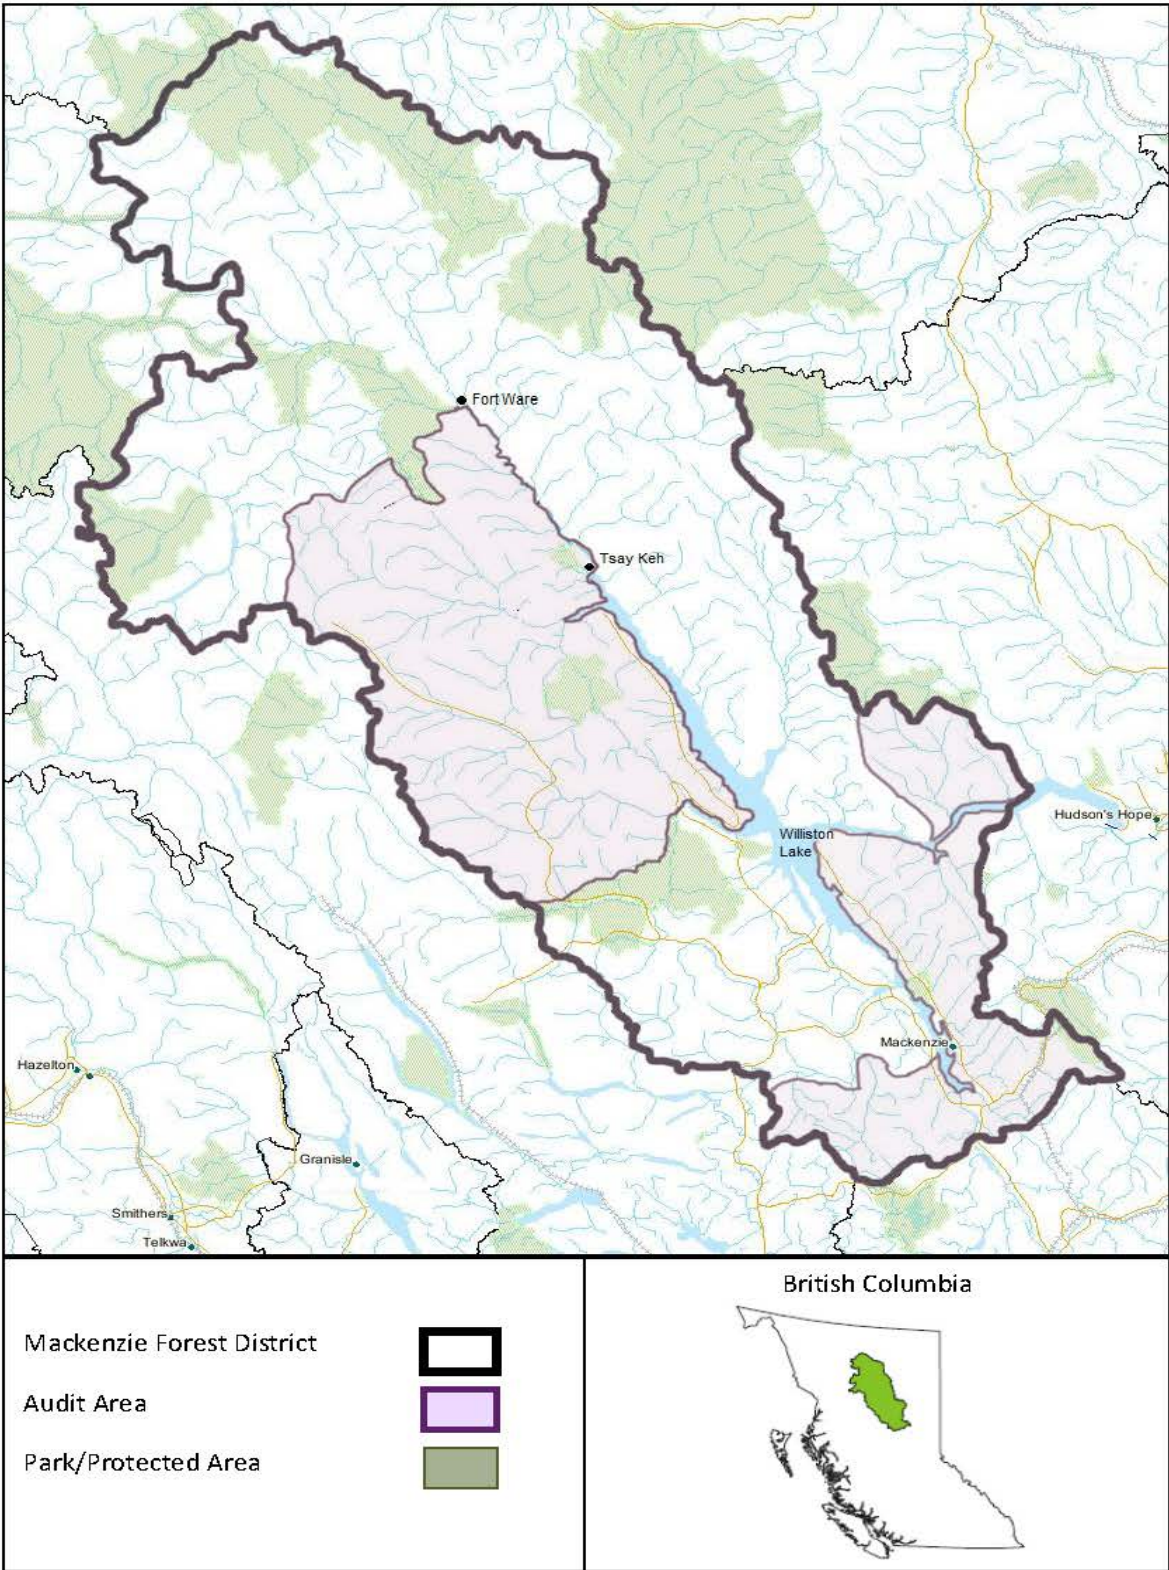 Fort Ware
Tsay Keh
Hudson's Hope
Williston
Lake
Mackenzie
Hazelton
Granisle
Smithers
Telkwa
British Columbia
Mackenzie Forest District
Audit Area
Park/Protected Area